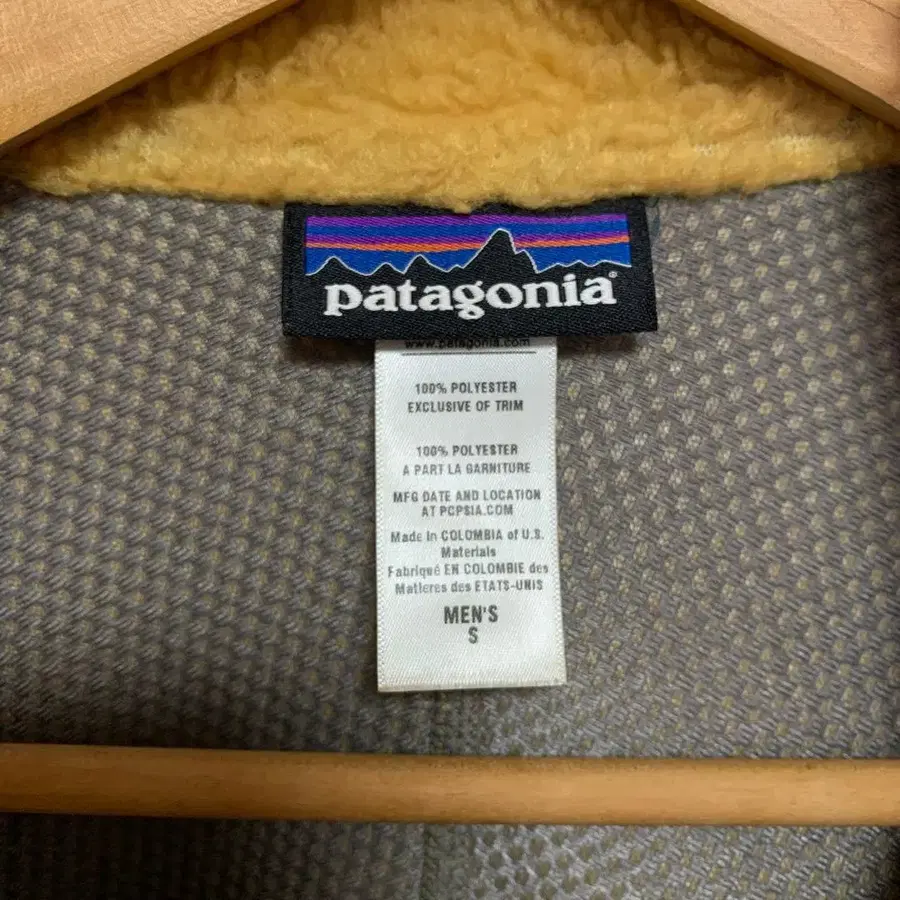 patagonia®
www.patagonia.com
100% POLYESTER
EXCLUSIVE OF TRIM
100% POLYESTER
A PART LA GARNITURE
MFG DATE AND LOCATION
AT PCPSIA.COM
Made in COLOMBIA of U.S.
Materials
Fabriqué EN COLOMBIE des
Matieres des ETATS-UNIS
MEN'S
S